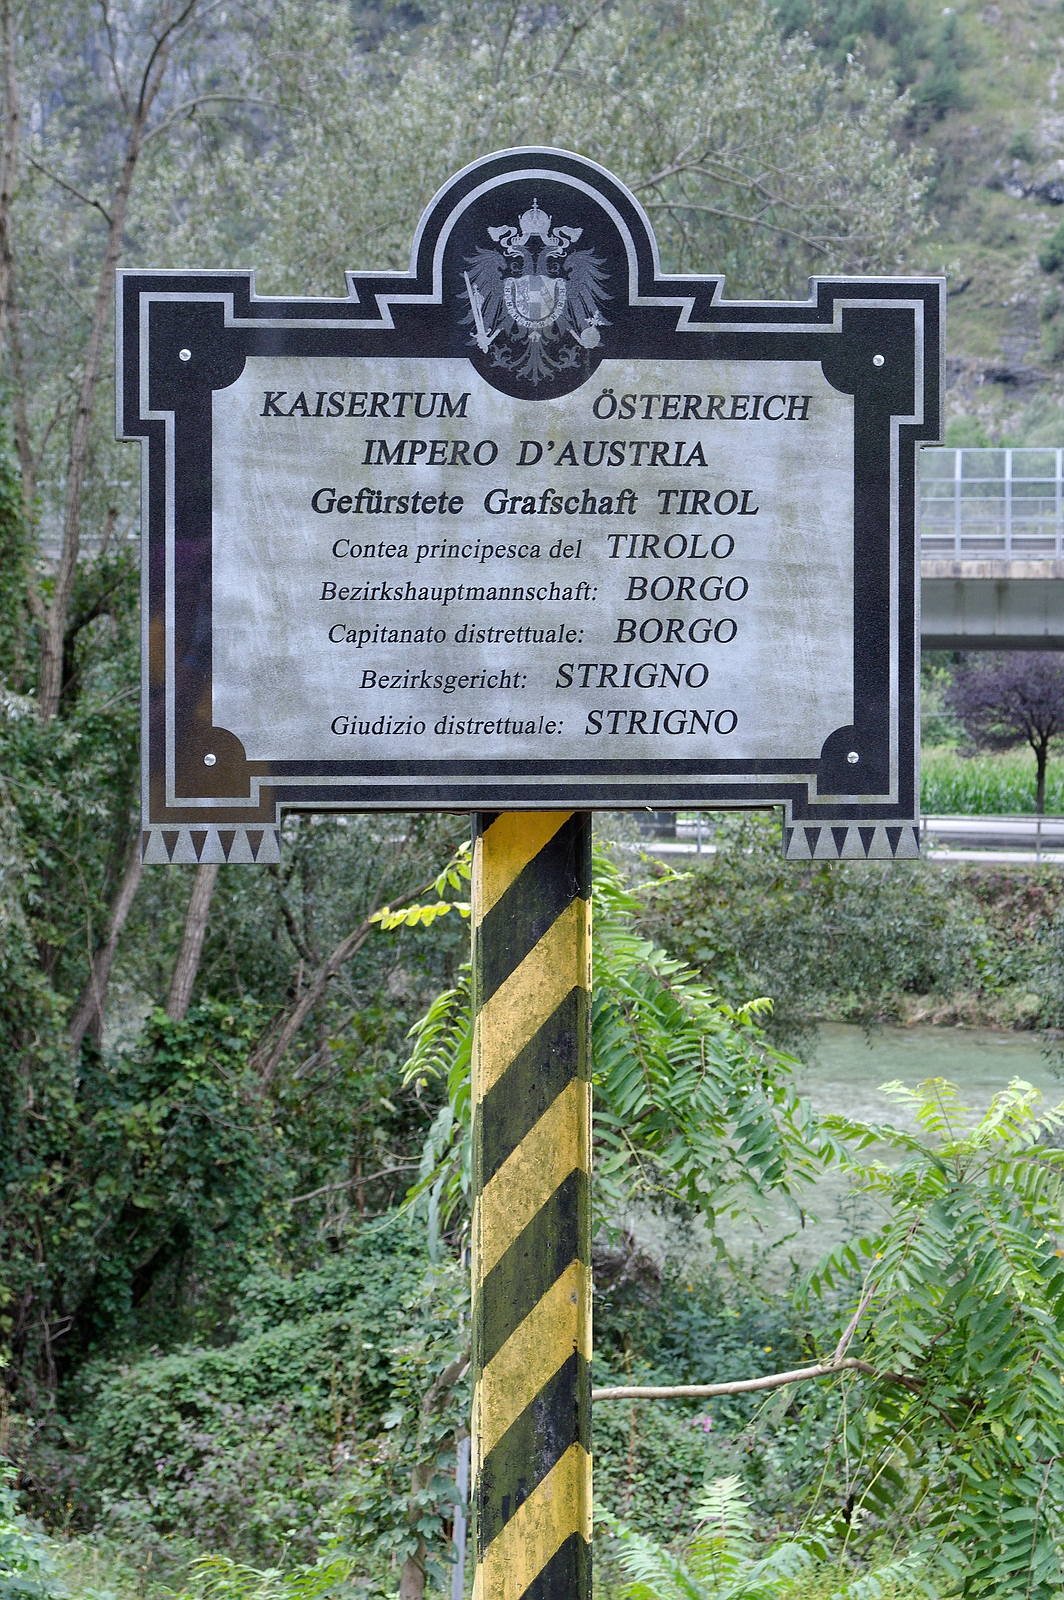 KAISERTUM ÖSTERREICH
IMPERO D'AUSTRIA
Gefürstete Grafschaft TIROL
Contea principesca del TIROLO
Bezirkshauptmannschaft: BORGO
Capitanato distrettuale: BORGO
Bezirksgericht: STRIGNO
Giudizio distrettuale: STRIGNO